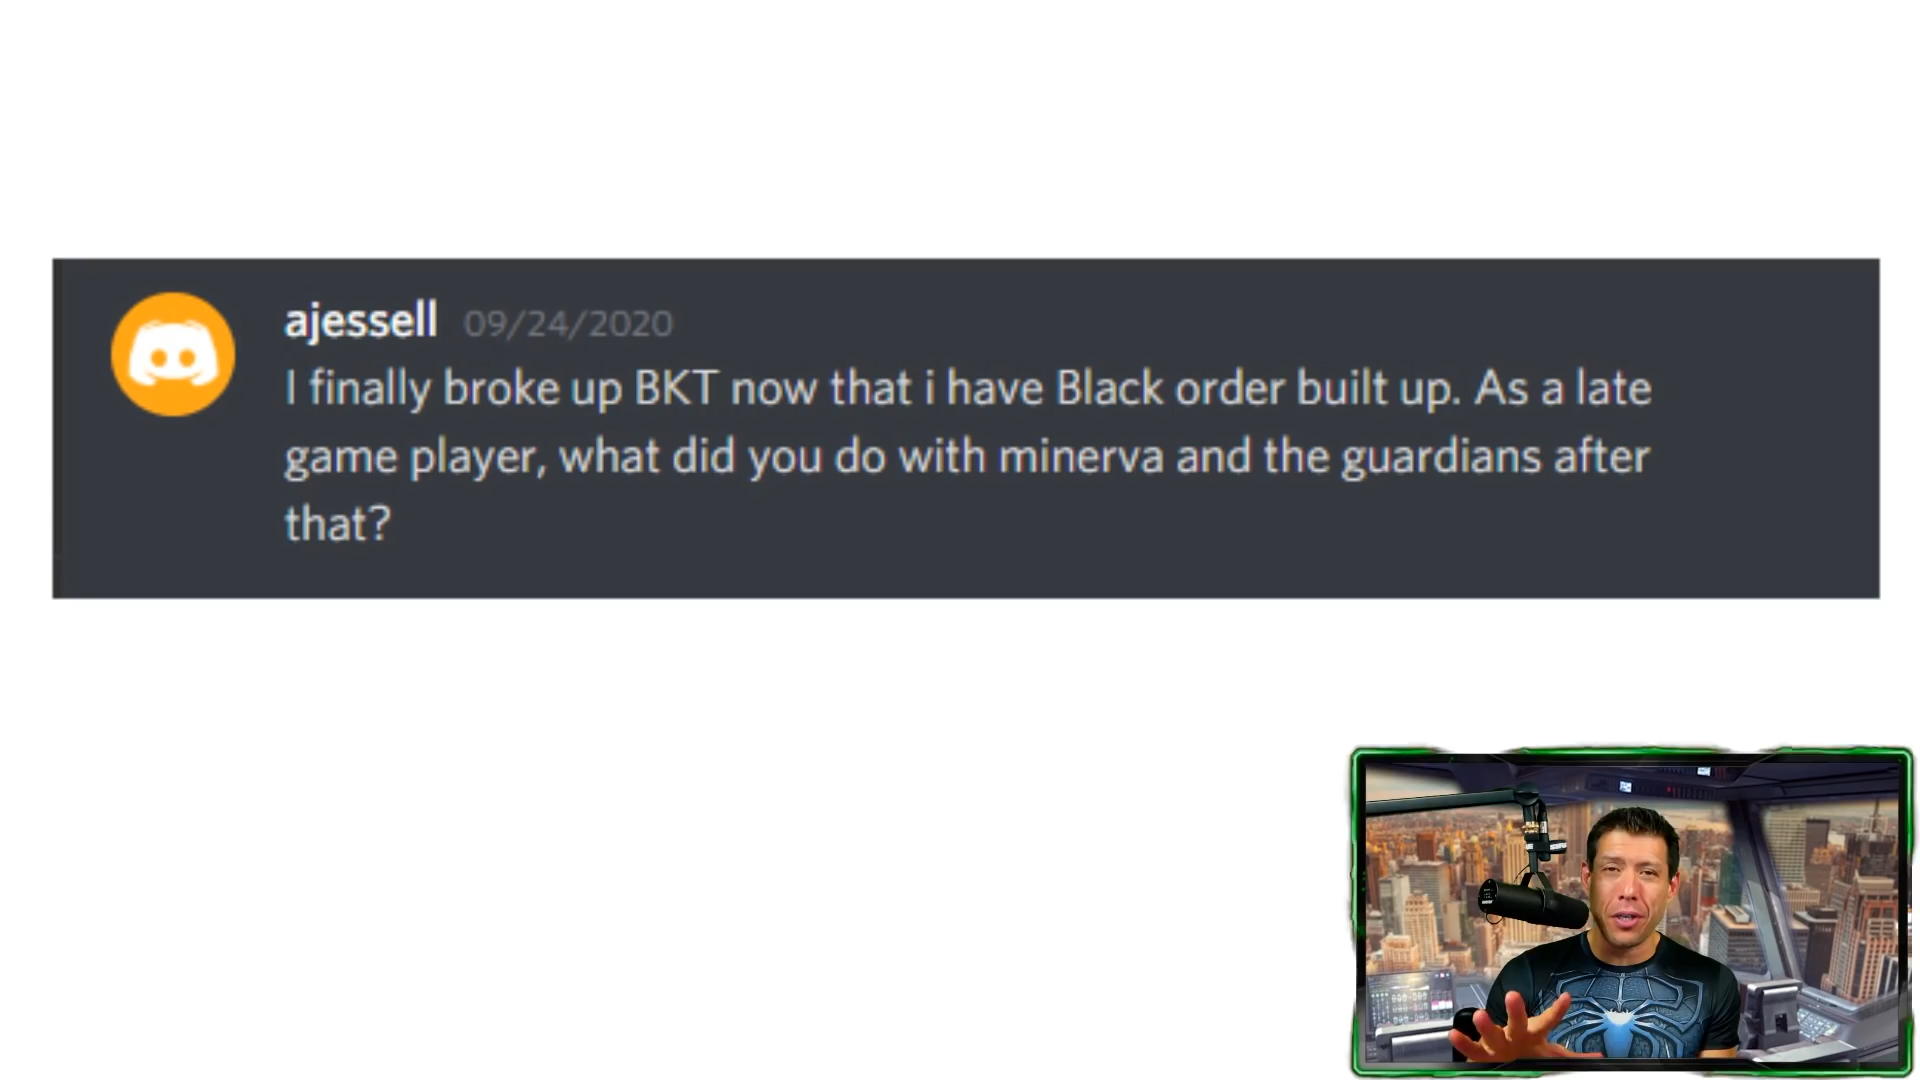 ajessell 09/24/2020
I finally broke up BKT now that i have Black order built up. As a late
game player, what did you do with minerva and the guardians after
that?